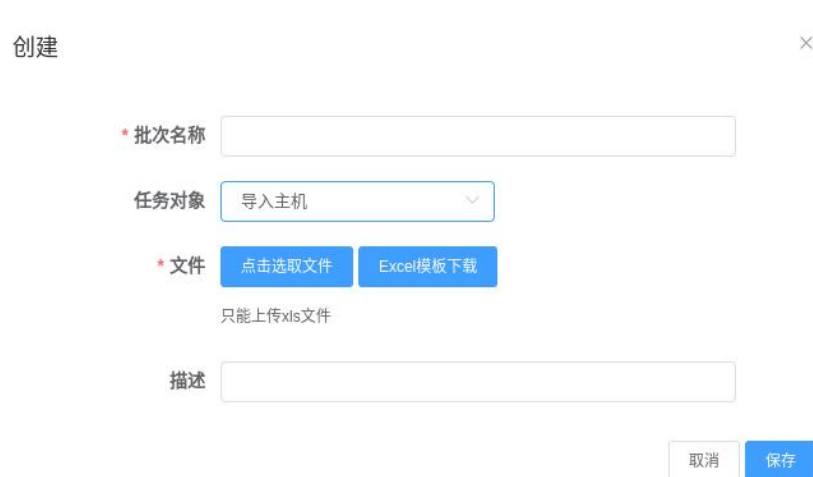 创建
* 批次名称
任务对象 导入主机
* 文件 点击选取文件 Excel模板下载
只能上传xls文件
描述
取消 保存